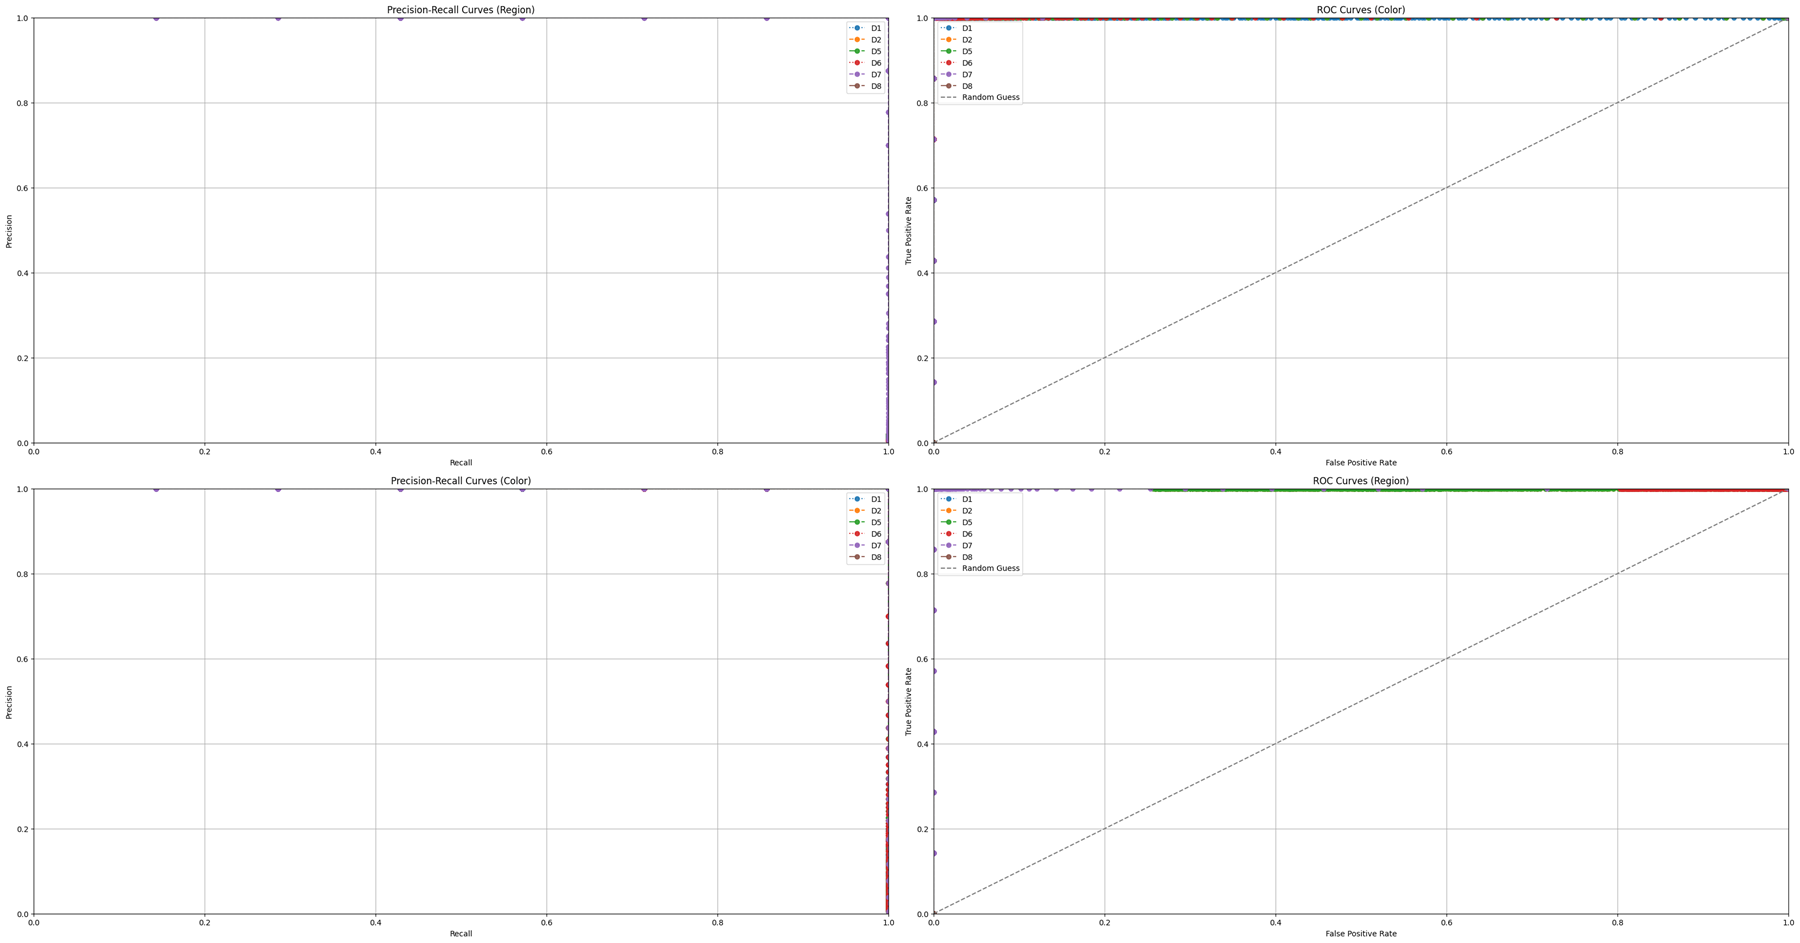 Precision-Recall Curves (Region)
1.0
0.8
0.6
0.4
0.2
0.0
Precision
0.0 0.2 0.4 0.6 0.8 1.0
Recall
D1
D2
D5
D6
D7
D8
ROC Curves (Color)
1.0
0.8
0.6
0.4
0.2
0.0
True Positive Rate
0.0 0.2 0.4 0.6 0.8 1.0
False Positive Rate
D1
D2
D5
D6
D7
D8
Random Guess
Precision-Recall Curves (Color)
1.0
0.8
0.6
0.4
0.2
0.0
Precision
0.0 0.2 0.4 0.6 0.8 1.0
Recall
D1
D2
D5
D6
D7
D8
ROC Curves (Region)
1.0
0.8
0.6
0.4
0.2
0.0
True Positive Rate
0.0 0.2 0.4 0.6 0.8 1.0
False Positive Rate
D1
D2
D5
D6
D7
D8
Random Guess